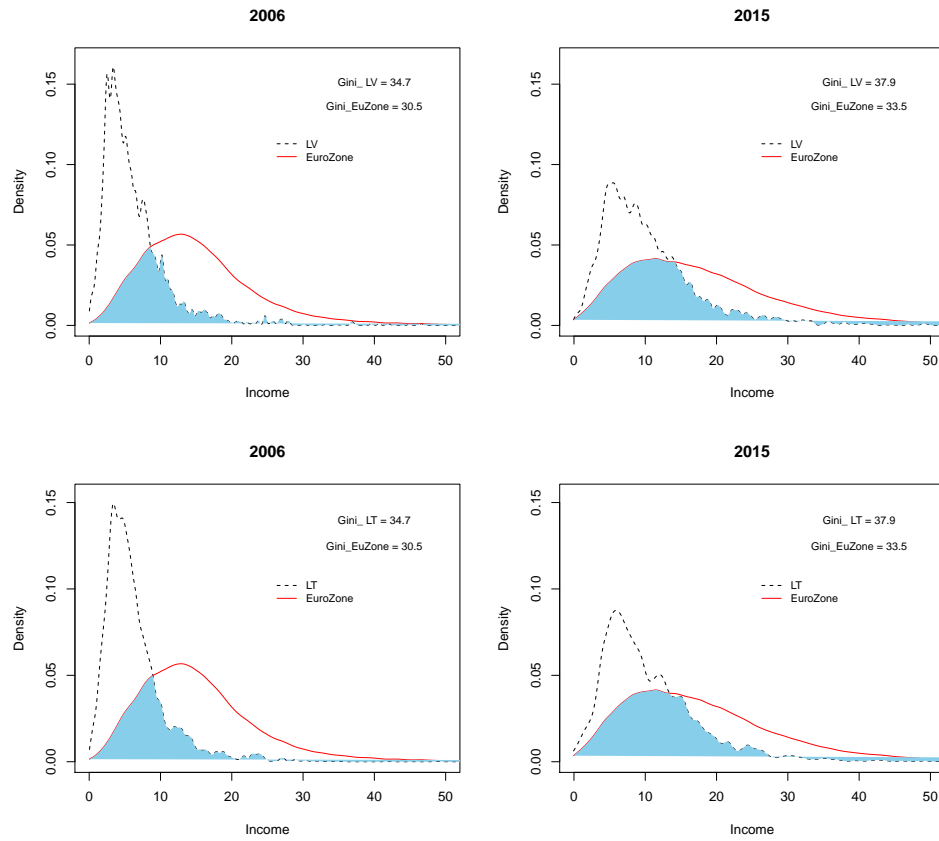 2006
Gini_ LV = 34.7
Gini_EuZone = 30.5
LV
EuroZone
Density
0.00 0.05 0.10 0.15
0 10 20 30 40 50
Income
2015
Gini_ LV = 37.9
Gini_EuZone = 33.5
LV
EuroZone
Density
0.00 0.05 0.10 0.15
0 10 20 30 40 50
Income
2006
Gini_ LT = 34.7
Gini_EuZone = 30.5
LT
EuroZone
Density
0.00 0.05 0.10 0.15
0 10 20 30 40 50
Income
2015
Gini_ LT = 37.9
Gini_EuZone = 33.5
LT
EuroZone
Density
0.00 0.05 0.10 0.15
0 10 20 30 40 50
Income